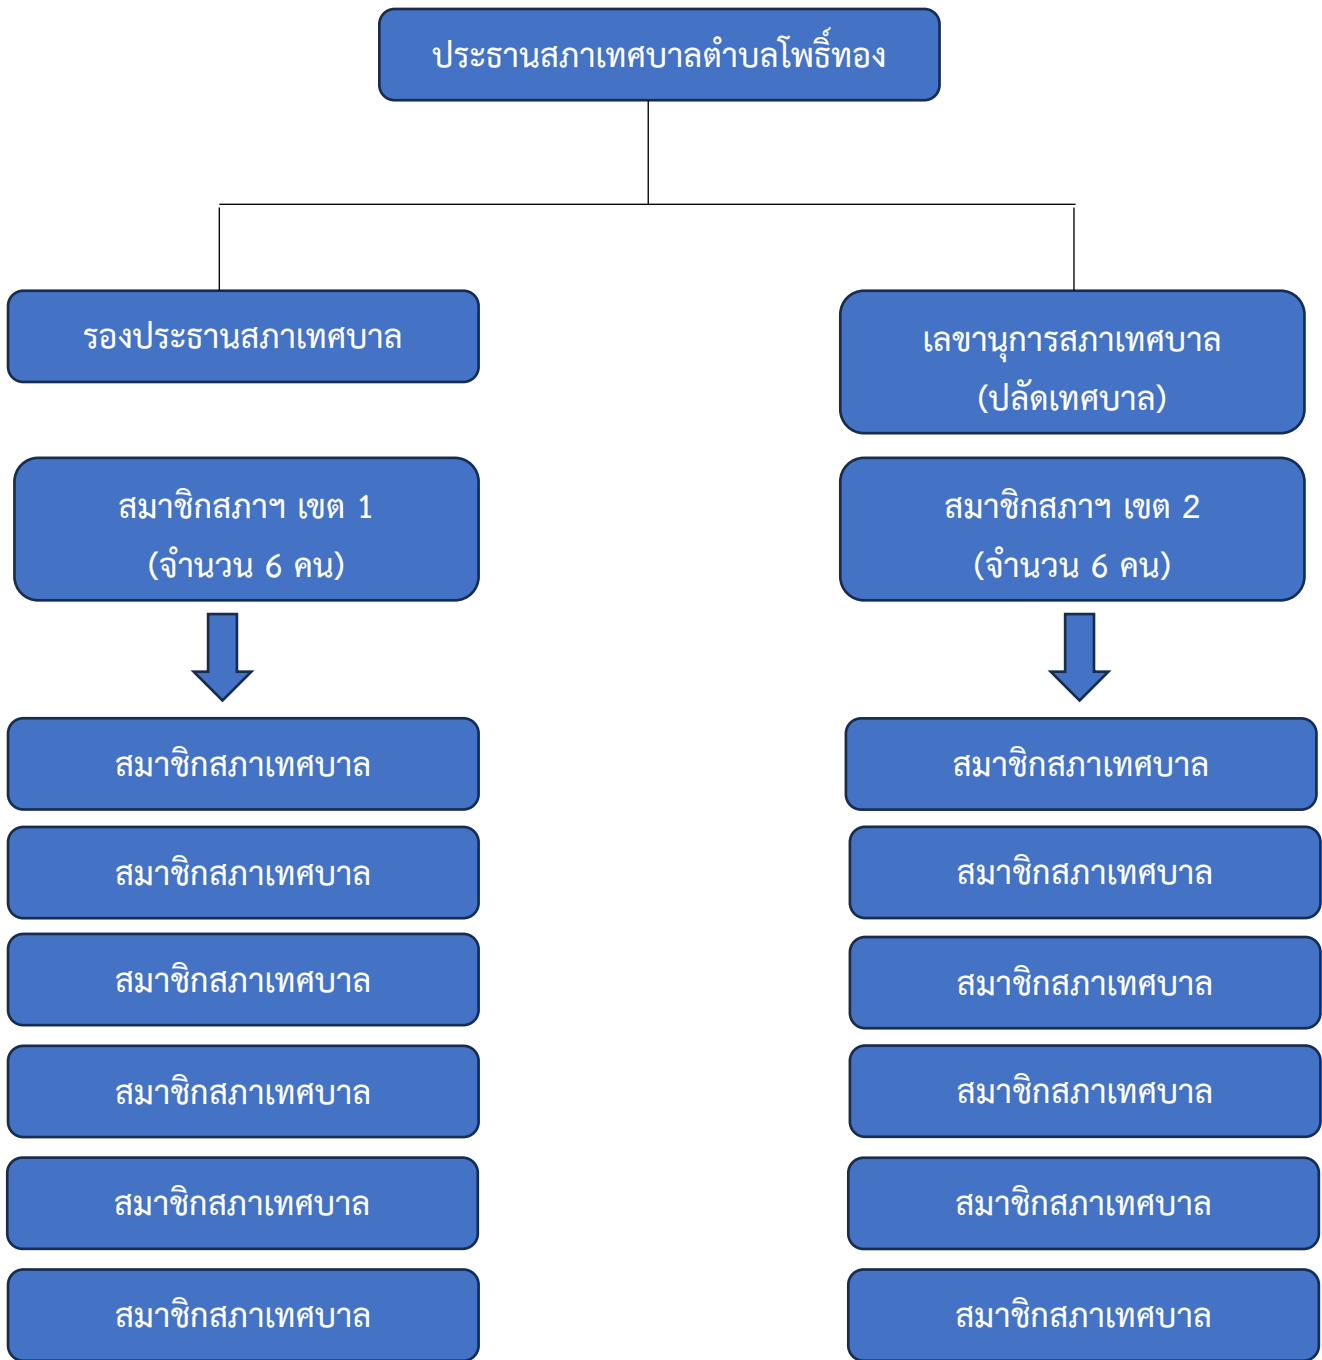 ประธานสภาเทศบาลตำบลโพธิ์ทอง
รองประธานสภาเทศบาล
เลขานุการสภาเทศบาล
(ปลัดเทศบาล)
สมาชิกสภาฯ เขต 1
(จำนวน 6 คน)
สมาชิกสภาฯ เขต 2
(จำนวน 6 คน)
สมาชิกสภาเทศบาล
สมาชิกสภาเทศบาล
สมาชิกสภาเทศบาล
สมาชิกสภาเทศบาล
สมาชิกสภาเทศบาล
สมาชิกสภาเทศบาล
สมาชิกสภาเทศบาล
สมาชิกสภาเทศบาล
สมาชิกสภาเทศบาล
สมาชิกสภาเทศบาล
สมาชิกสภาเทศบาล
สมาชิกสภาเทศบาล